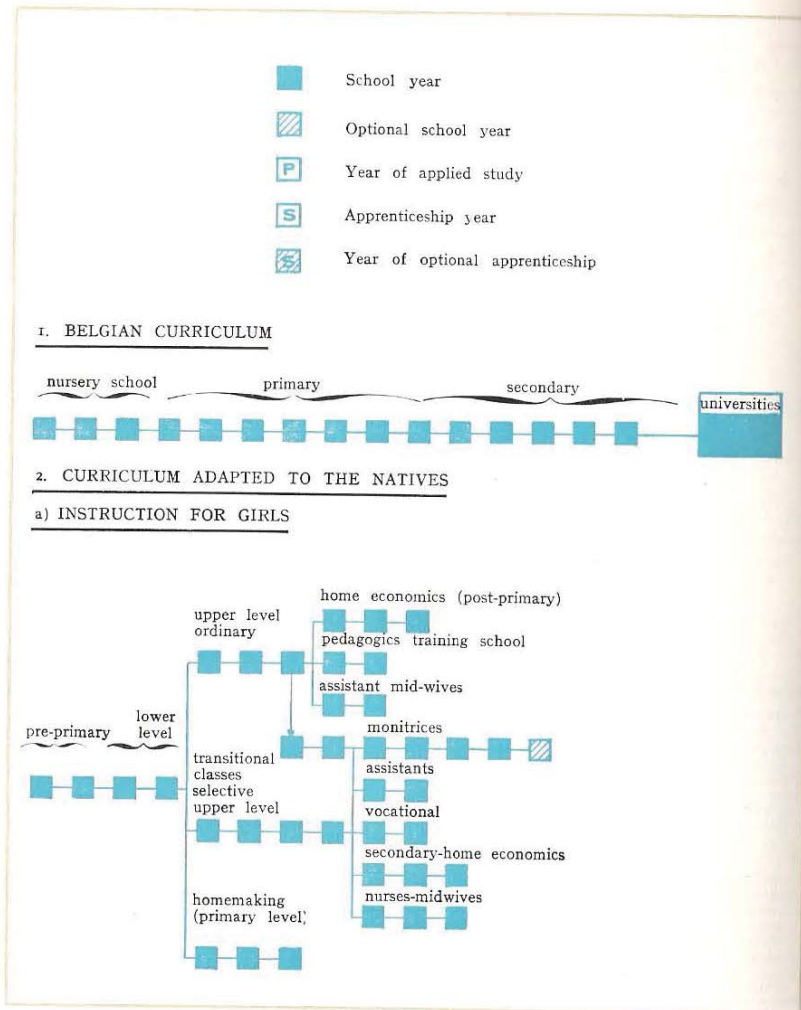 School year
Optional school year
P
Year of applied study
S
Apprenticeship year
S
Year of optional apprenticeship
1. BELGIAN CURRICULUM
nursery school
primary
secondary
universities
2. CURRICULUM ADAPTED TO THE NATIVES
a) INSTRUCTION FOR GIRLS
home economics (post-primary)
upper level
ordinary
pedagogics training school
assistant mid-wives
lower
level
pre-primary
monitrices
transitional
classes
selective
upper level
assistants
vocational
secondary-home economics
nurses-midwives
homemaking
(primary level)